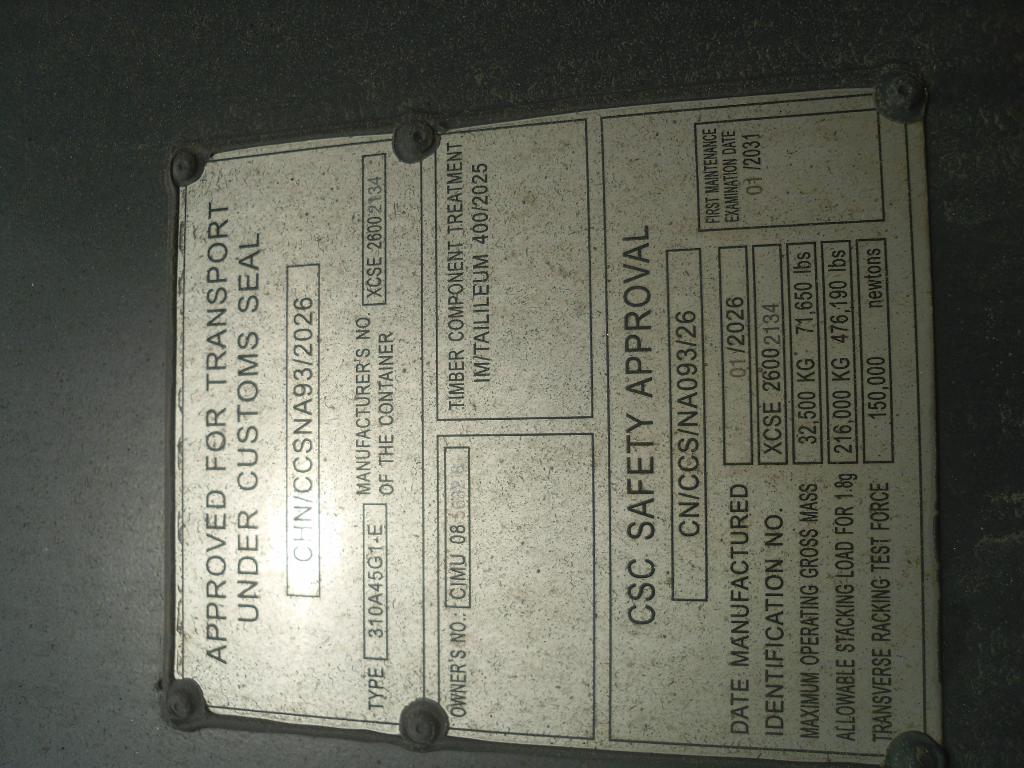 APPROVED FOR TRANSPORT
UNDER CUSTOMS SEAL
CHN/CCSNA93/2026
TYPE 310A45G1-E MANUFACTURER'S NO. OF THE CONTAINER XCSE 26002134
OWNER'S NO.: CIMU 08
TIMBER COMPONENT TREATMENT
IM/TAILILEUM 400/2025
CSC SAFETY APPROVAL
CN/CCS/NA093/26
FIRST MAINTENANCE
EXAMINATION DATE
01/2031
DATE MANUFACTURED 01/2026
IDENTIFICATION NO. XCSE 26002134
MAXIMUM OPERATING GROSS MASS 32,500 KG 71,650 lbs
ALLOWABLE STACKING LOAD FOR 1.8g 216,000 KG 476,190 lbs
TRANSVERSE RACKING TEST FORCE 150,000 newtons